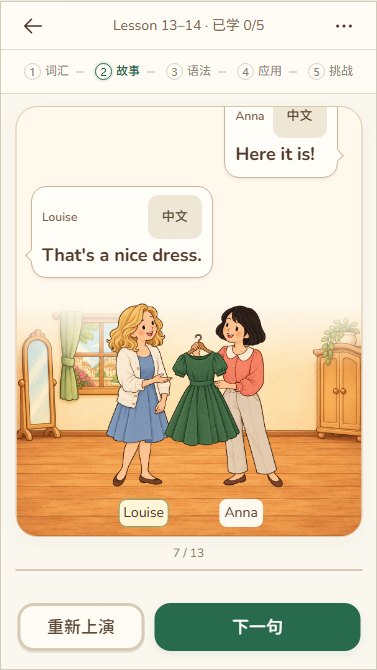 Lesson 13–14 · 已学 0/5
1 词汇 – 2 故事 – 3 语法 – 4 应用 – 5 挑战
Anna 中文
Here it is!
Louise 中文
That's a nice dress.
Louise Anna
7 / 13
重新上演 下一句